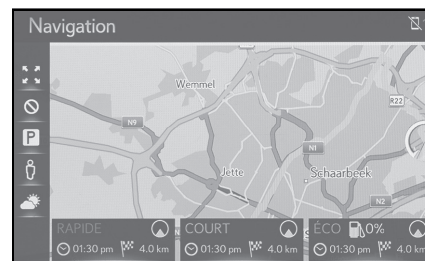 Navigation
Wemmel
R22
N9
P
N1
Jette
Schaarbeek
N2
RAPIDE COURT ÉCO 0%
01:30 pm 4.0 km 01:30 pm 4.0 km 01:30 pm 4.0 km